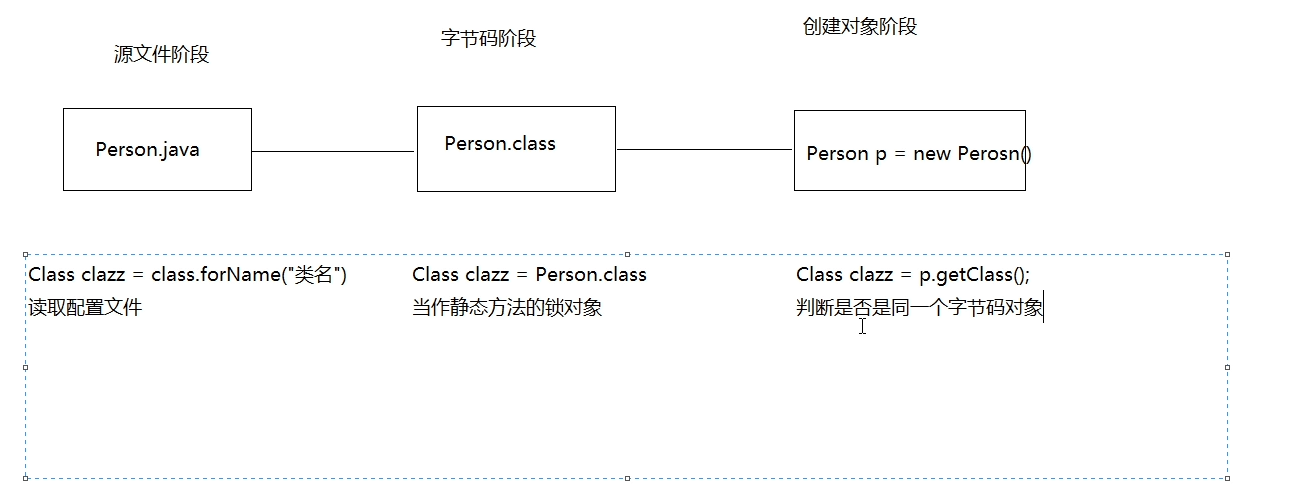 源文件阶段
字节码阶段
创建对象阶段
Person.java
Person.class
Person p = new Perosn()
Class clazz = class.forName("类名")
读取配置文件
Class clazz = Person.class
当作静态方法的锁对象
Class clazz = p.getClass();
判断是否是同一个字节码对象